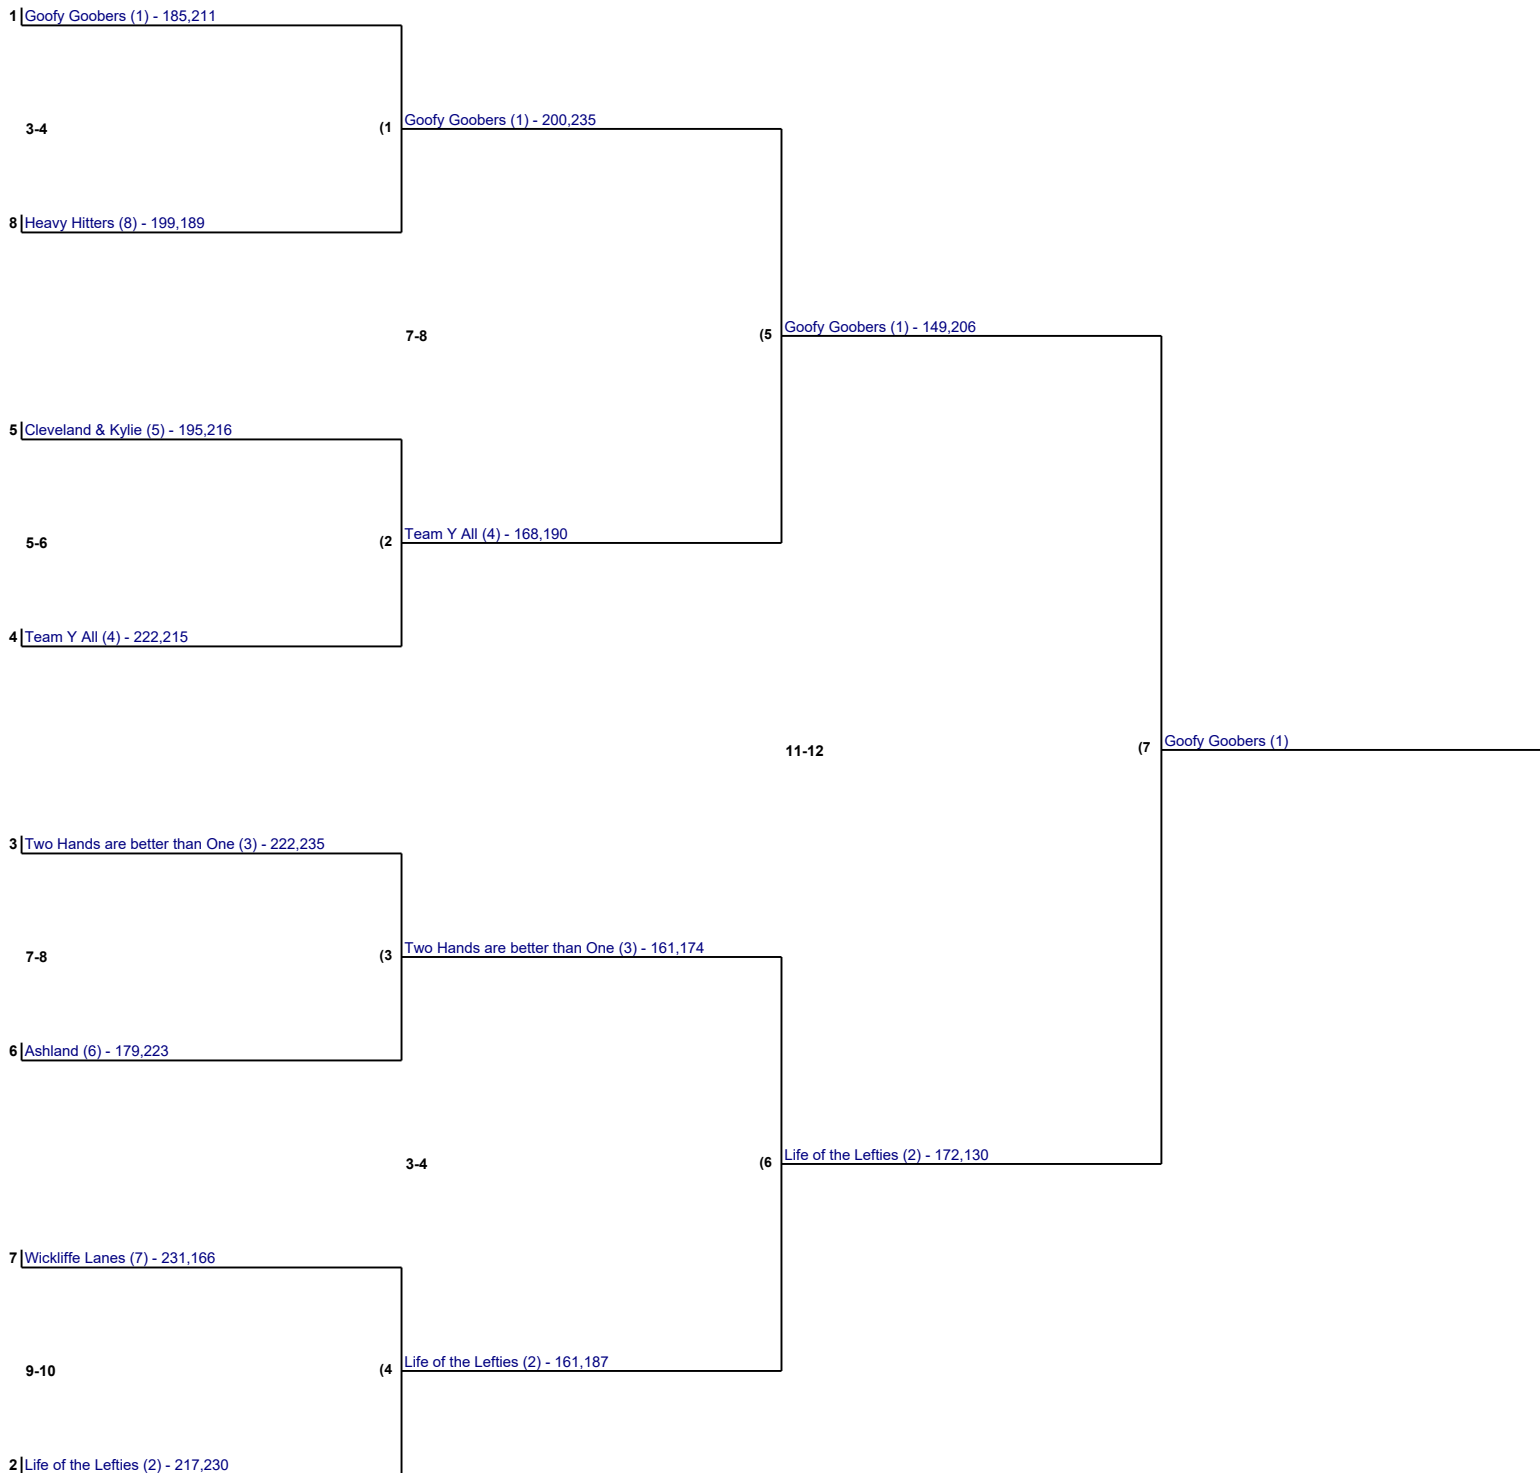 1 Goofy Goobers (1) - 185,211
Goofy Goobers (1) - 200,235
3-4 (1
8 Heavy Hitters (8) - 199,189
Goofy Goobers (1) - 149,206
7-8 (5
5 Cleveland & Kylie (5) - 195,216
Team Y All (4) - 168,190
5-6 (2
4 Team Y All (4) - 222,215
Goofy Goobers (1)
11-12 (7
3 Two Hands are better than One (3) - 222,235
Two Hands are better than One (3) - 161,174
7-8 (3
6 Ashland (6) - 179,223
Life of the Lefties (2) - 172,130
3-4 (6
7 Wickliffe Lanes (7) - 231,166
Life of the Lefties (2) - 161,187
9-10 (4
2 Life of the Lefties (2) - 217,230